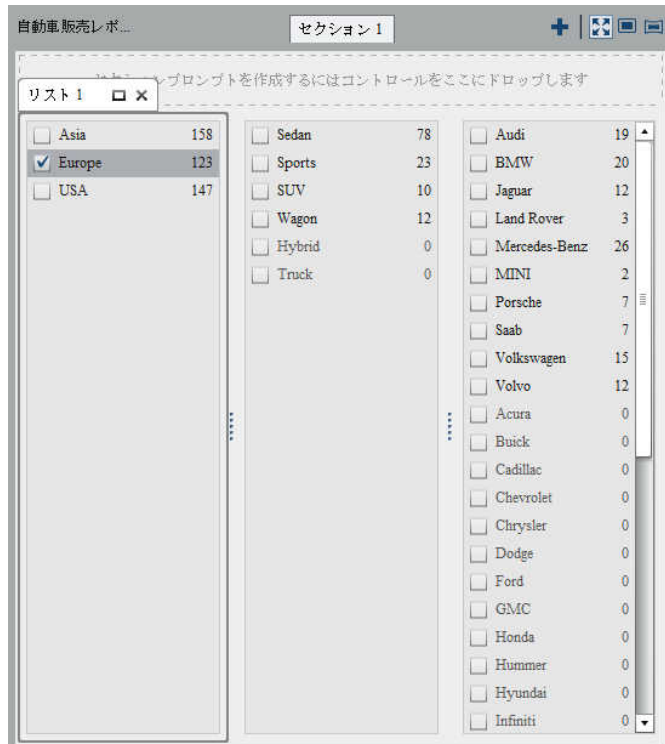 自動車販売レポ...
セクション 1
セクションプロンプトを作成するにはコントロールをここにドロップします
リスト 1
Asia 158
Europe 123
USA 147
Sedan 78
Sports 23
SUV 10
Wagon 12
Hybrid 0
Truck 0
Audi 19
BMW 20
Jaguar 12
Land Rover 3
Mercedes-Benz 26
MINI 2
Porsche 7
Saab 7
Volkswagen 15
Volvo 12
Acura 0
Buick 0
Cadillac 0
Chevrolet 0
Chrysler 0
Dodge 0
Ford 0
GMC 0
Honda 0
Hummer 0
Hyundai 0
Infiniti 0